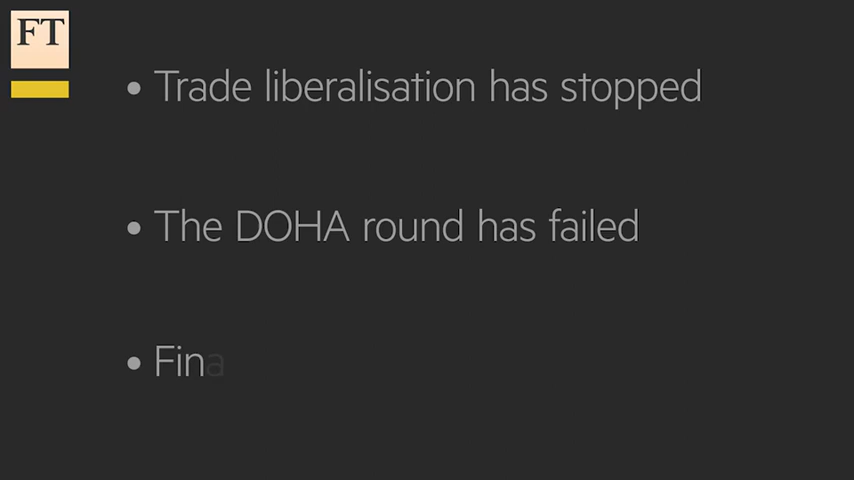 FT
• Trade liberalisation has stopped
• The DOHA round has failed
• Fina